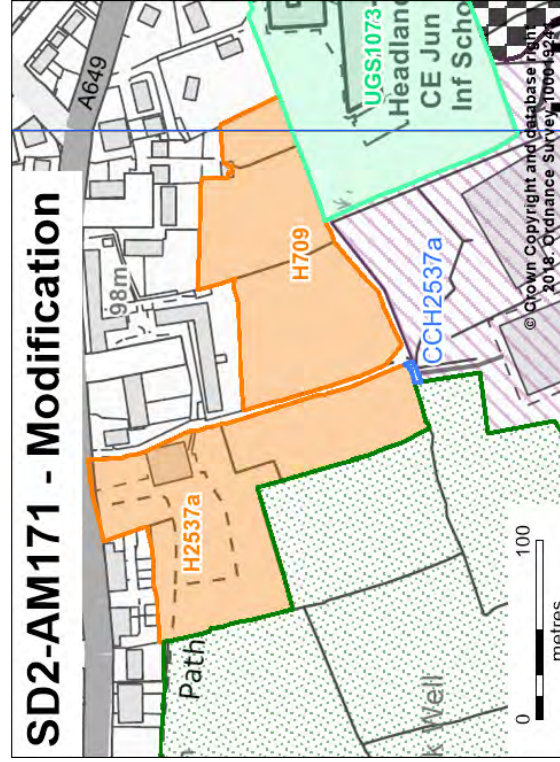 SD2-AM171 - Modification
A649
98m
UGS1073
Headlan
CE Jun
Inf Scho
H709
H2537a
CCH2537a
Path
k Well
0
100
metres
© Crown Copyright and database right
2018. Ordnance Survey